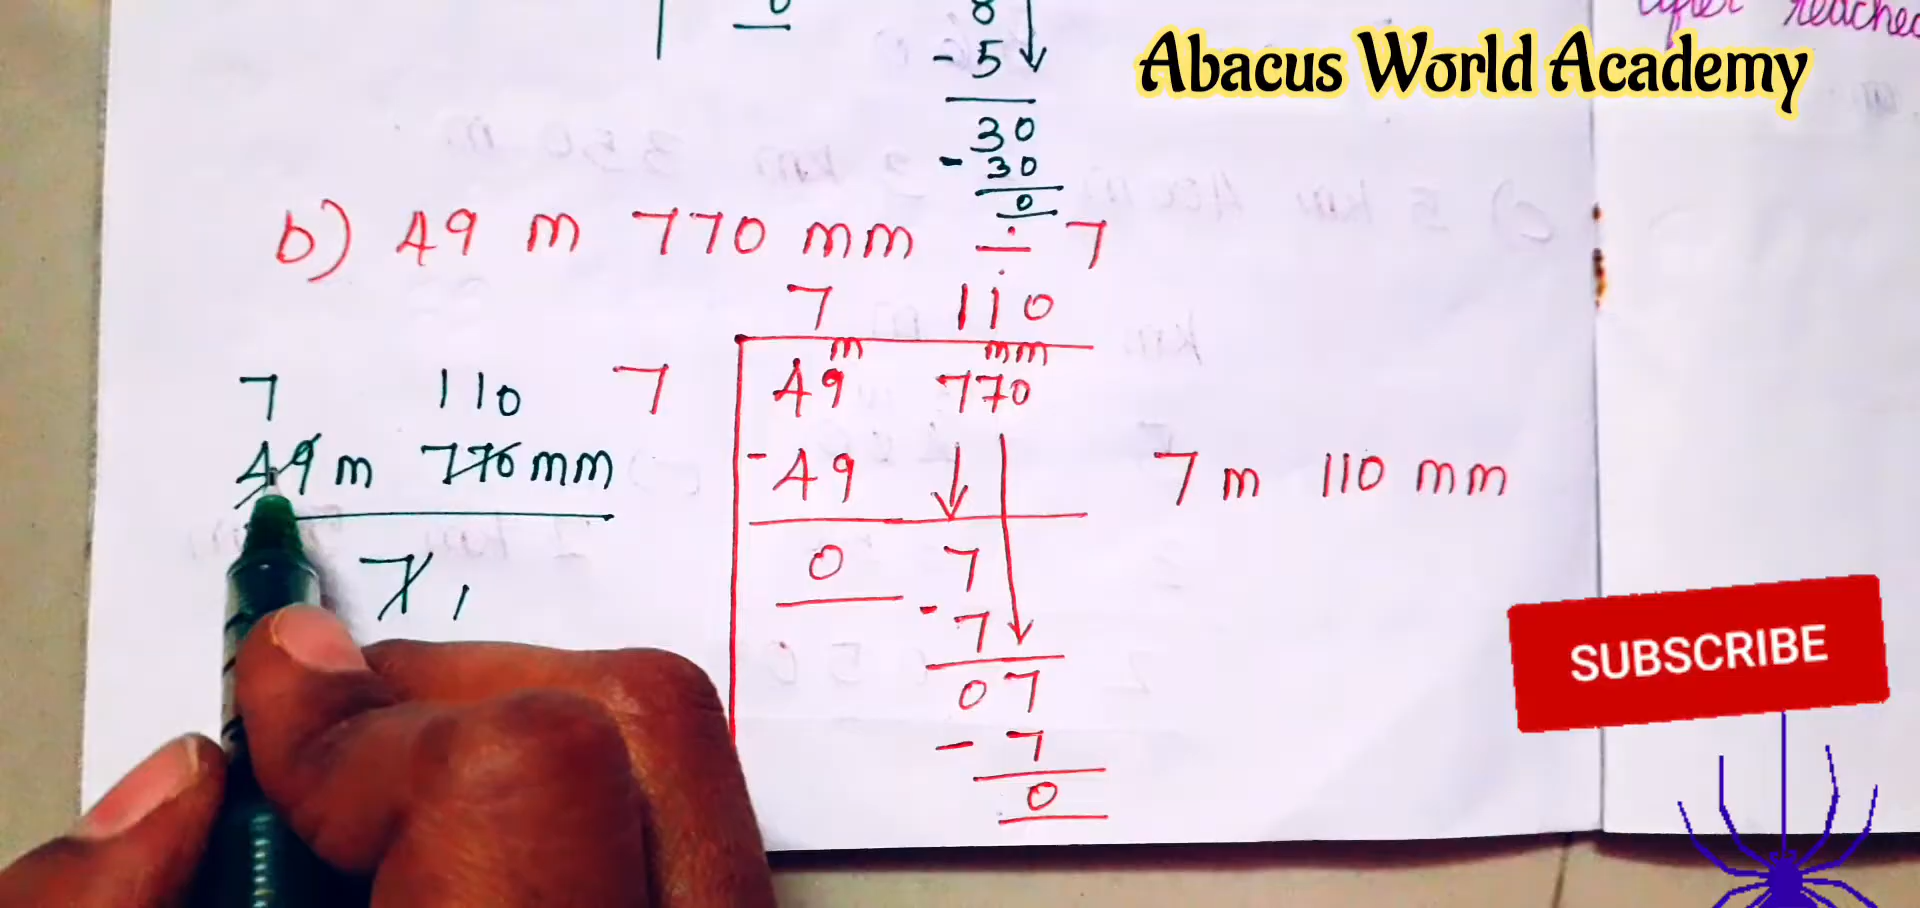 8
- 5
Abacus World Academy
reached
30
- 30
0
b) 49 m 770 mm ÷ 7
7 110
m mm
7 110 7 49 770
49 m 770 mm - 49 7 m 110 mm
7 1 0 7
- 7
07
- 7
0
SUBSCRIBE